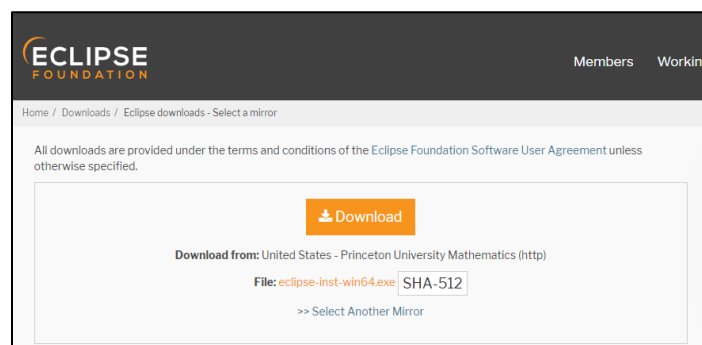 ECLIPSE
FOUNDATION
Members Workin
Home / Downloads / Eclipse downloads - Select a mirror
All downloads are provided under the terms and conditions of the Eclipse Foundation Software User Agreement unless
otherwise specified.
Download
Download from: United States - Princeton University Mathematics (http)
File: eclipse-inst-win64.exe SHA-512
>> Select Another Mirror